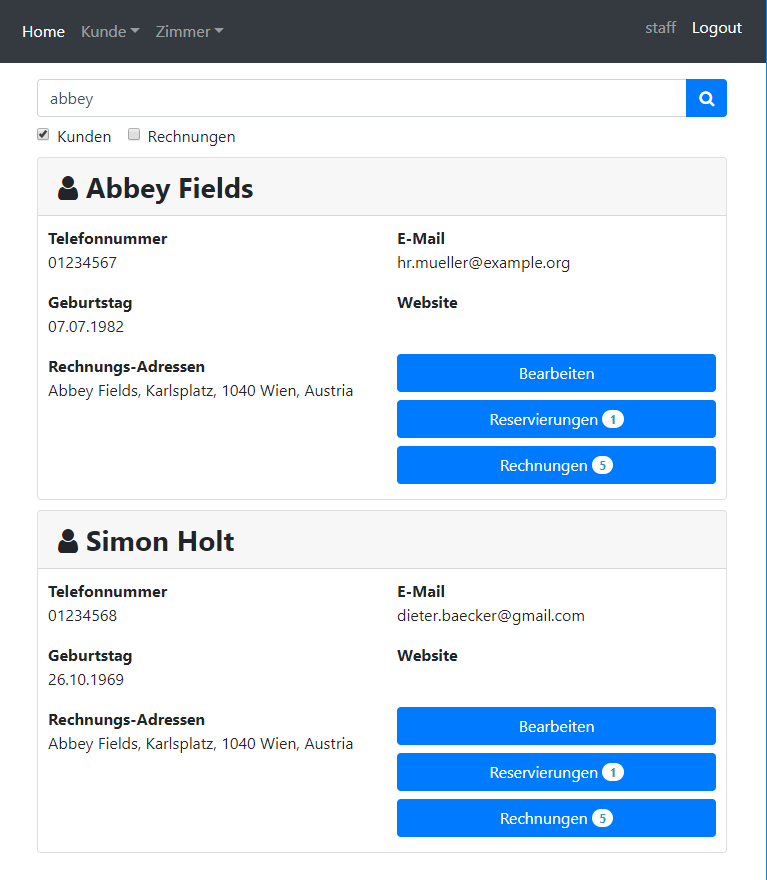 Home Kunde Zimmer staff Logout
abbey
Kunden Rechnungen
Abbey Fields
Telefonnummer E-Mail
01234567 hr.mueller@example.org
Geburtstag Website
07.07.1982
Rechnungs-Adressen Bearbeiten
Abbey Fields, Karlsplatz, 1040 Wien, Austria
Reservierungen 1
Rechnungen 5
Simon Holt
Telefonnummer E-Mail
01234568 dieter.baecker@gmail.com
Geburtstag Website
26.10.1969
Rechnungs-Adressen Bearbeiten
Abbey Fields, Karlsplatz, 1040 Wien, Austria
Reservierungen 1
Rechnungen 5